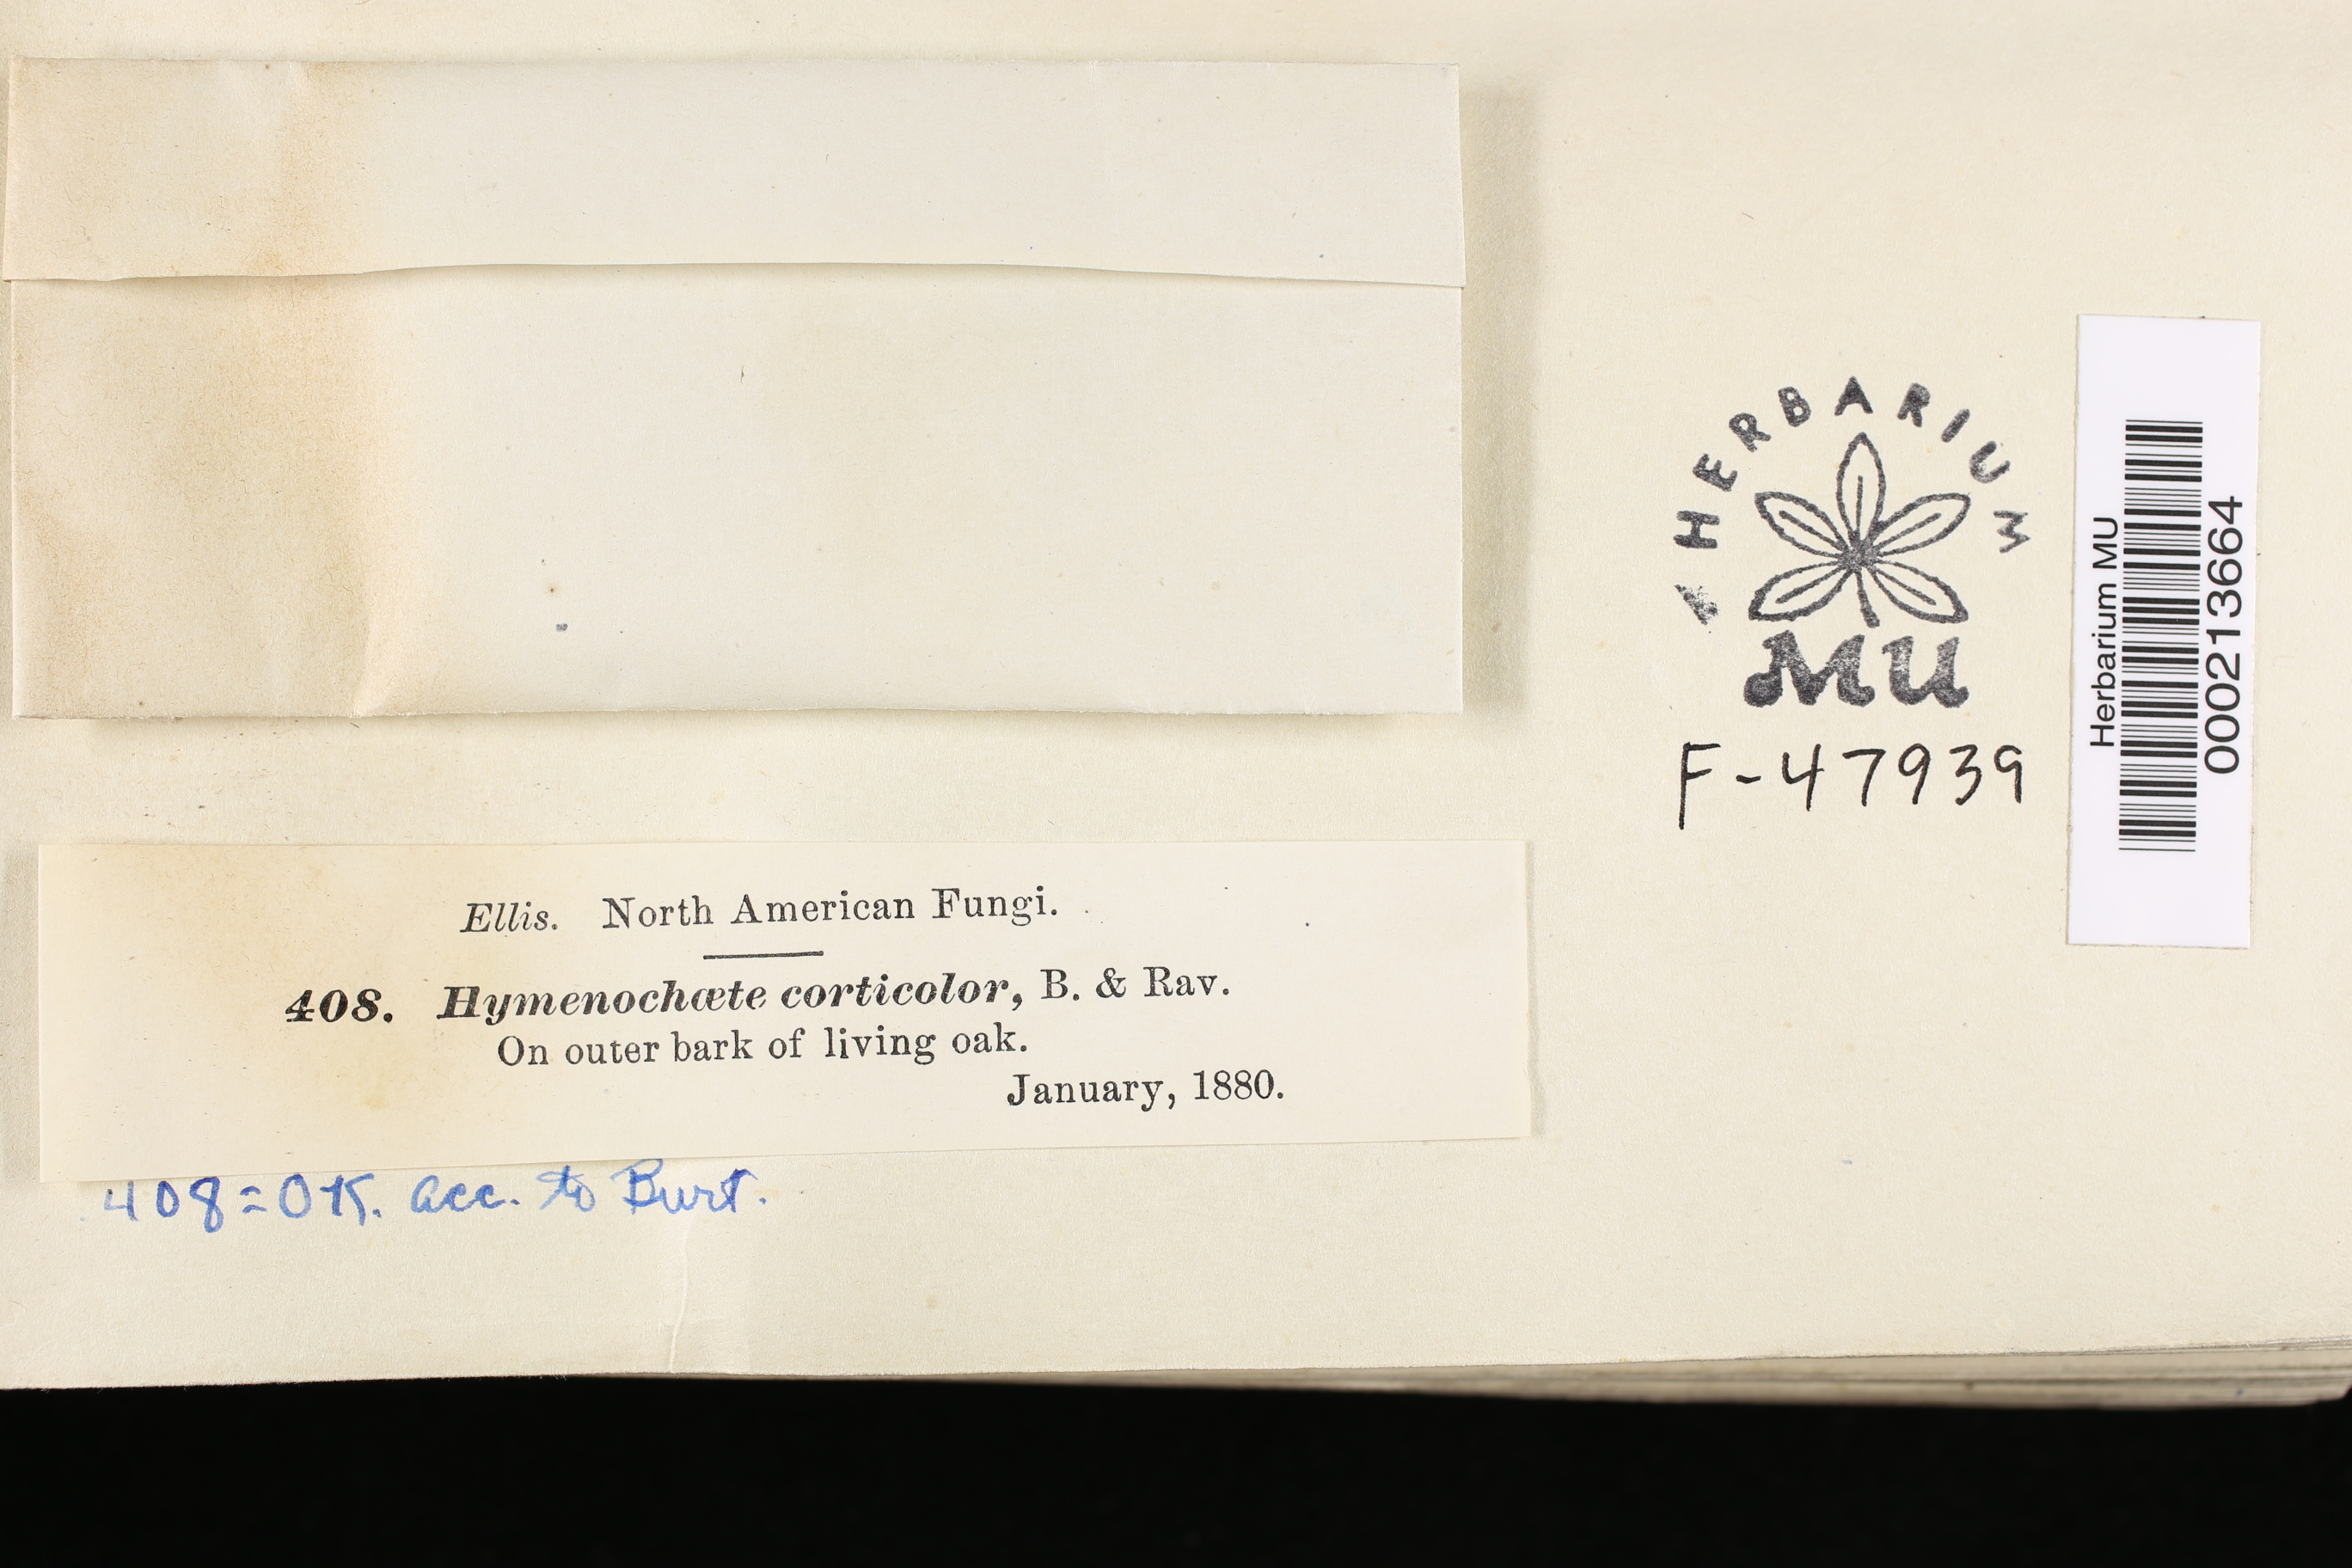 HERBARIUM
MU
F-47939
Herbarium MU
000213664
Ellis. North American Fungi.
408. Hymenochæte corticolor, B. & Rav.
On outer bark of living oak.
January, 1880.
408=OK. acc. to Burt.